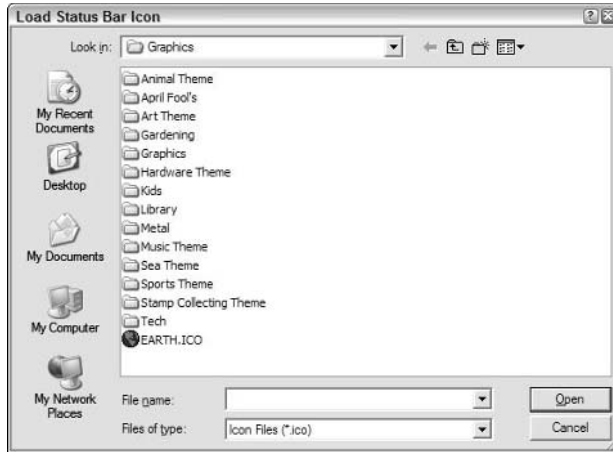 Load Status Bar Icon
Look in: Graphics
My Recent
Documents
Desktop
My Documents
My Computer
My Network
Places
Animal Theme
April Fool's
Art Theme
Gardening
Graphics
Hardware Theme
Kids
Library
Metal
Music Theme
Sea Theme
Sports Theme
Stamp Collecting Theme
Tech
EARTH.ICO
File name:
Open
Files of type: Icon Files (*.ico)
Cancel